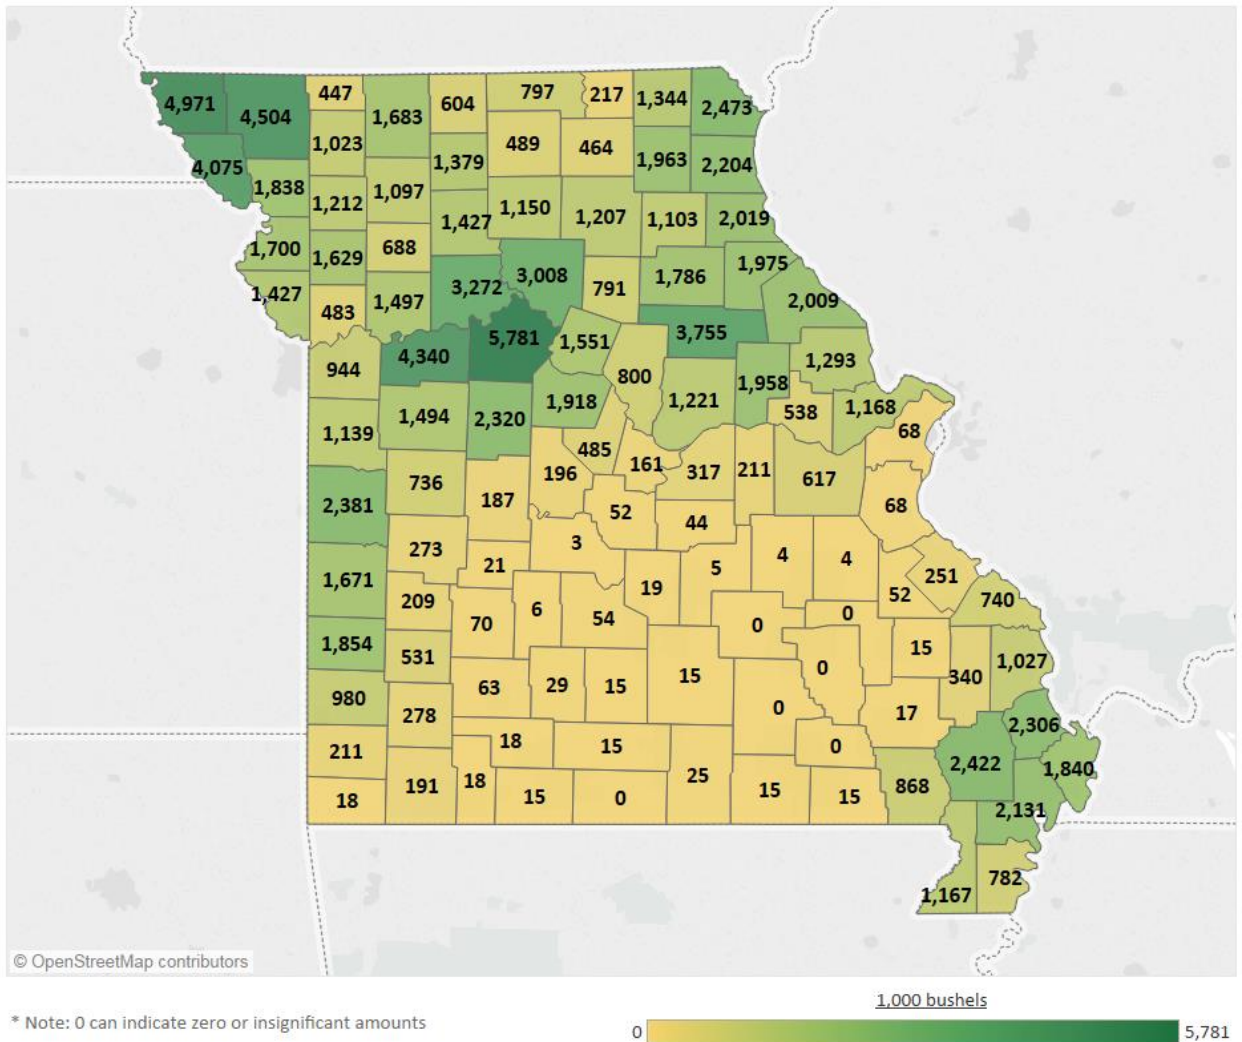 4,971 4,504 447 1,683 604 797 217 1,344 2,473
4,075 1,023 1,379 489 464 1,963 2,204
1,838 1,212 1,097 1,427 1,150 1,207 1,103 2,019
1,700 1,629 688 3,272 3,008 791 1,786 1,975
1,427 483 1,497 2,009
944 4,340 5,781 1,551 3,755 1,293
800 1,958
1,139 1,494 2,320 1,918 1,221 538 1,168 68
2,381 736 187 196 485 161 317 211 617 68
52 44
273 21 3 5 4 4 251
1,671 209 70 6 54 19 52 740
0 0
1,854 531 15 1,027
980 278 63 29 15 15 0 340
0 17 2,306
211 18 15 0 2,422 1,840
18 191 18 15 0 25 15 15 868 2,131
1,167 782
© OpenStreetMap contributors
1,000 bushels
* Note: 0 can indicate zero or insignificant amounts
0 5,781